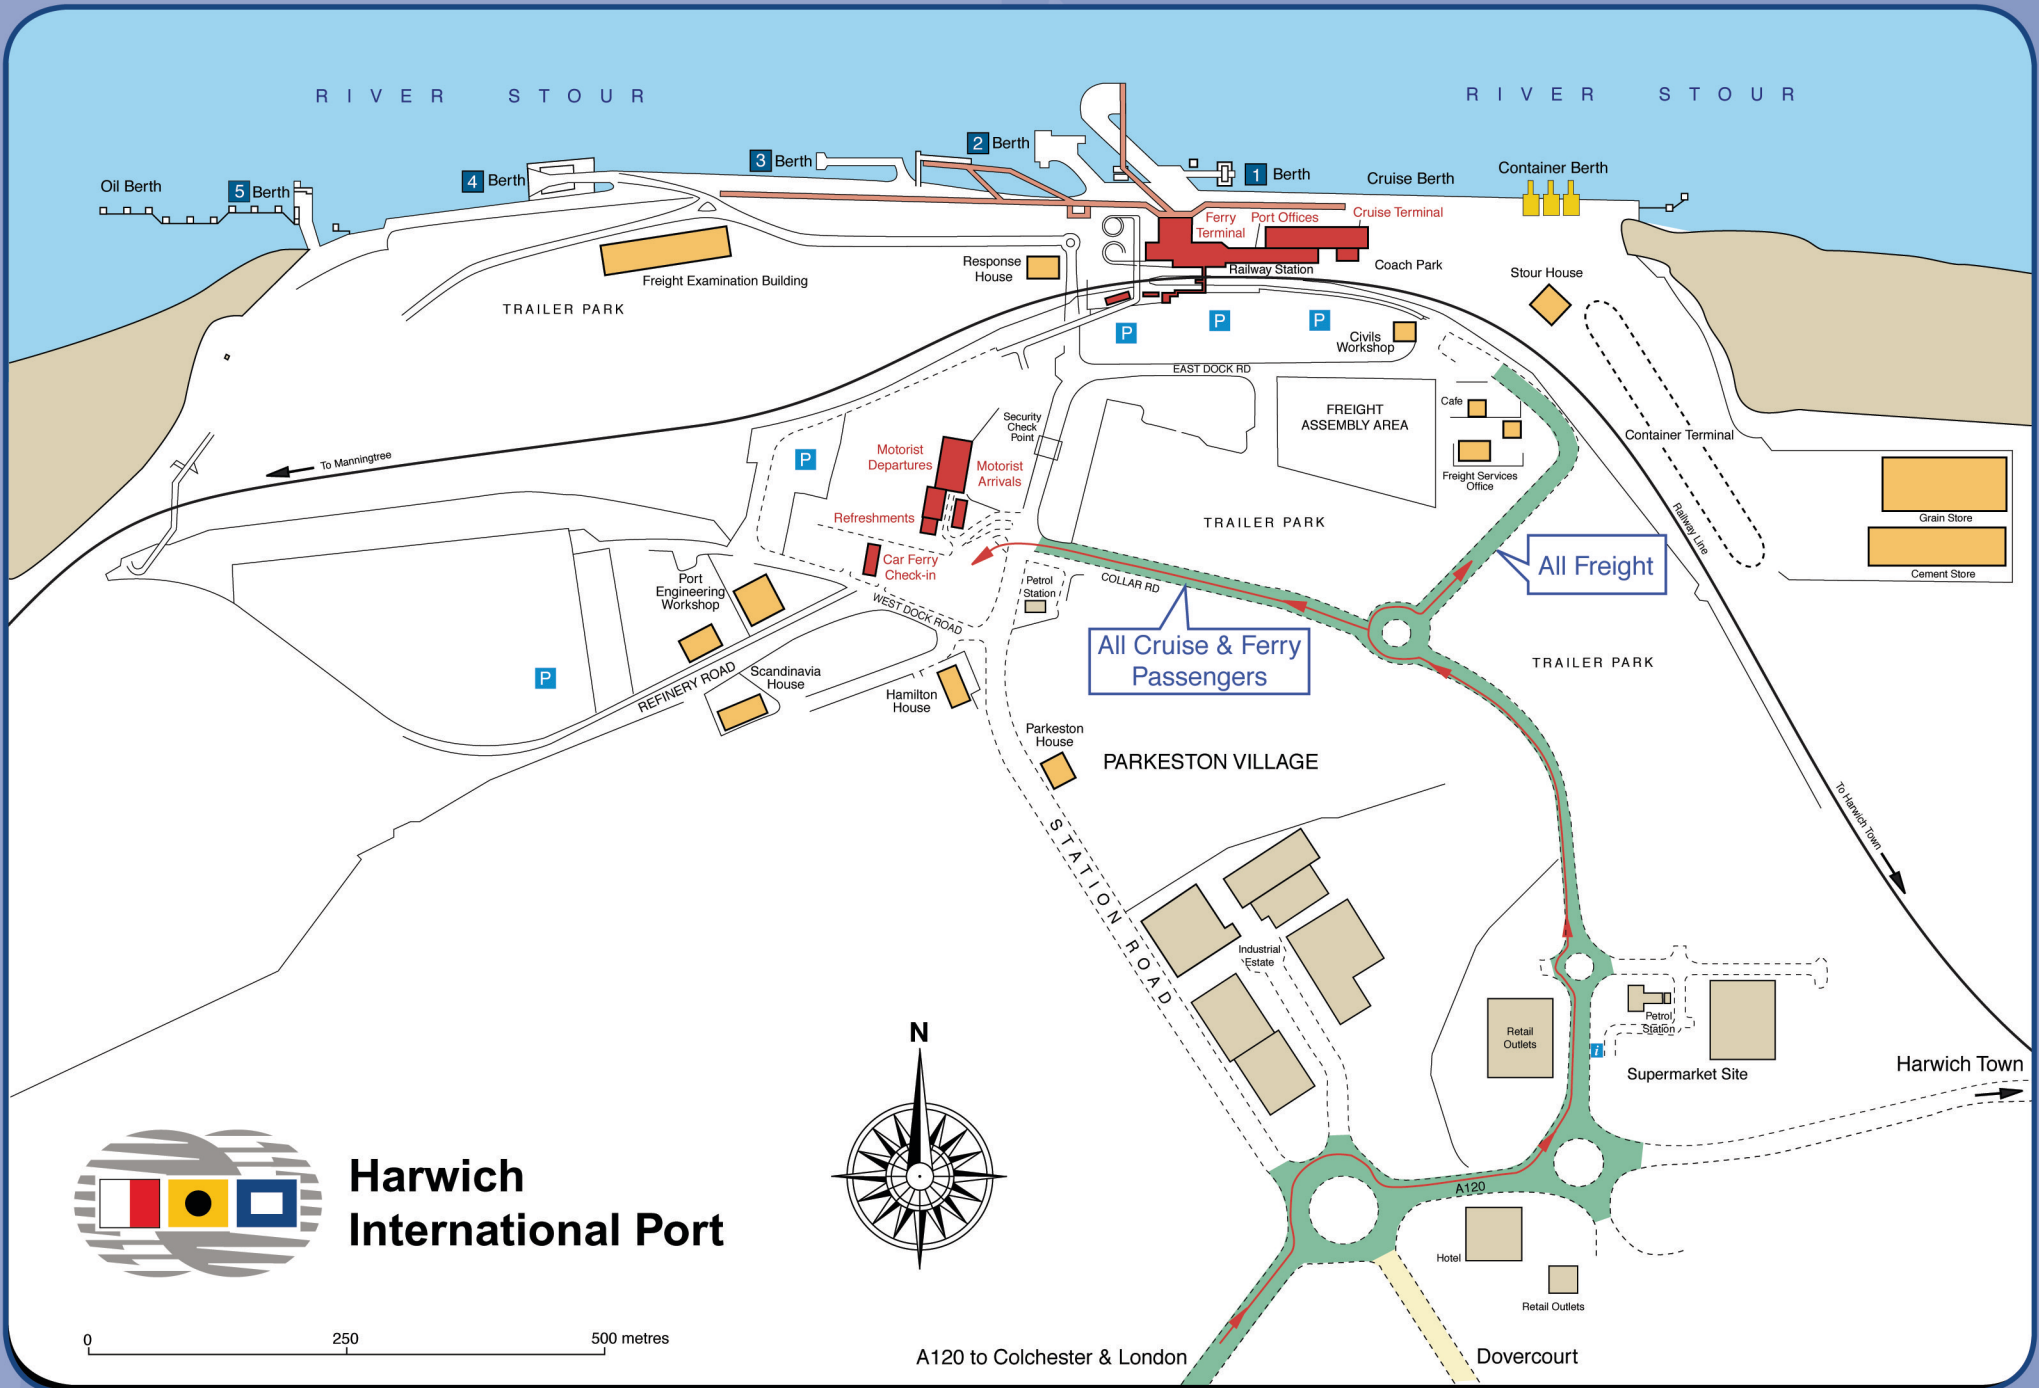 RIVER STOUR
RIVER STOUR
Oil Berth
5 Berth
4 Berth
3 Berth
2 Berth
1 Berth
Cruise Berth
Container Berth
Ferry
Terminal
Port Offices
Cruise Terminal
Railway Station
Coach Park
Response
House
Freight Examination Building
TRAILER PARK
Stour House
P
P
P
Civils
Workshop
EAST DOCK RD
FREIGHT
ASSEMBLY AREA
Cafe
Freight Services
Office
Security
Check
Point
Container Terminal
Railway Line
Grain Store
Cement Store
To Manningtree
P
Motorist
Departures
Motorist
Arrivals
Refreshments
Car Ferry
Check-in
TRAILER PARK
All Freight
Petrol
Station
COLLAR RD
Port
Engineering
Workshop
WEST DOCK ROAD
All Cruise & Ferry
Passengers
TRAILER PARK
P
REFINERY ROAD
Scandinavia
House
Hamilton
House
Parkeston
House
PARKESTON VILLAGE
To Harwich Town
STATION ROAD
Industrial
Estate
Retail
Outlets
Petrol
Station
i
Supermarket Site
Harwich Town
N
Harwich
International Port
A120
Hotel
Retail Outlets
0 250 500 metres
A120 to Colchester & London
Dovercourt